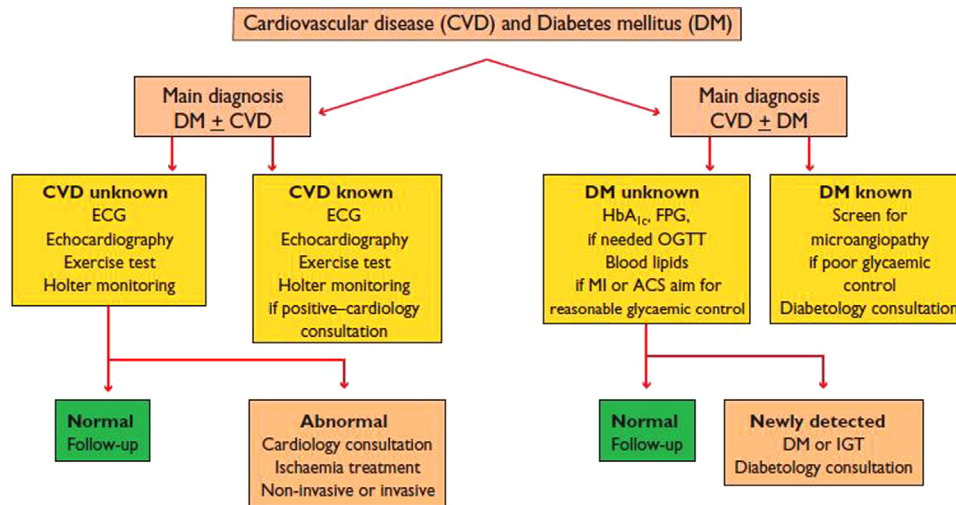 Cardiovascular disease (CVD) and Diabetes mellitus (DM)
Main diagnosis
DM ± CVD
Main diagnosis
CVD ± DM
CVD unknown
ECG
Echocardiography
Exercise test
Holter monitoring
CVD known
ECG
Echocardiography
Exercise test
Holter monitoring
if positive–cardiology
consultation
DM unknown
HbA1c, FPG,
if needed OGTT
Blood lipids
if MI or ACS aim for
reasonable glycaemic control
DM known
Screen for
microangiopathy
if poor glycaemic
control
Diabetology consultation
Normal
Follow-up
Abnormal
Cardiology consultation
Ischaemia treatment
Non-invasive or invasive
Normal
Follow-up
Newly detected
DM or IGT
Diabetology consultation